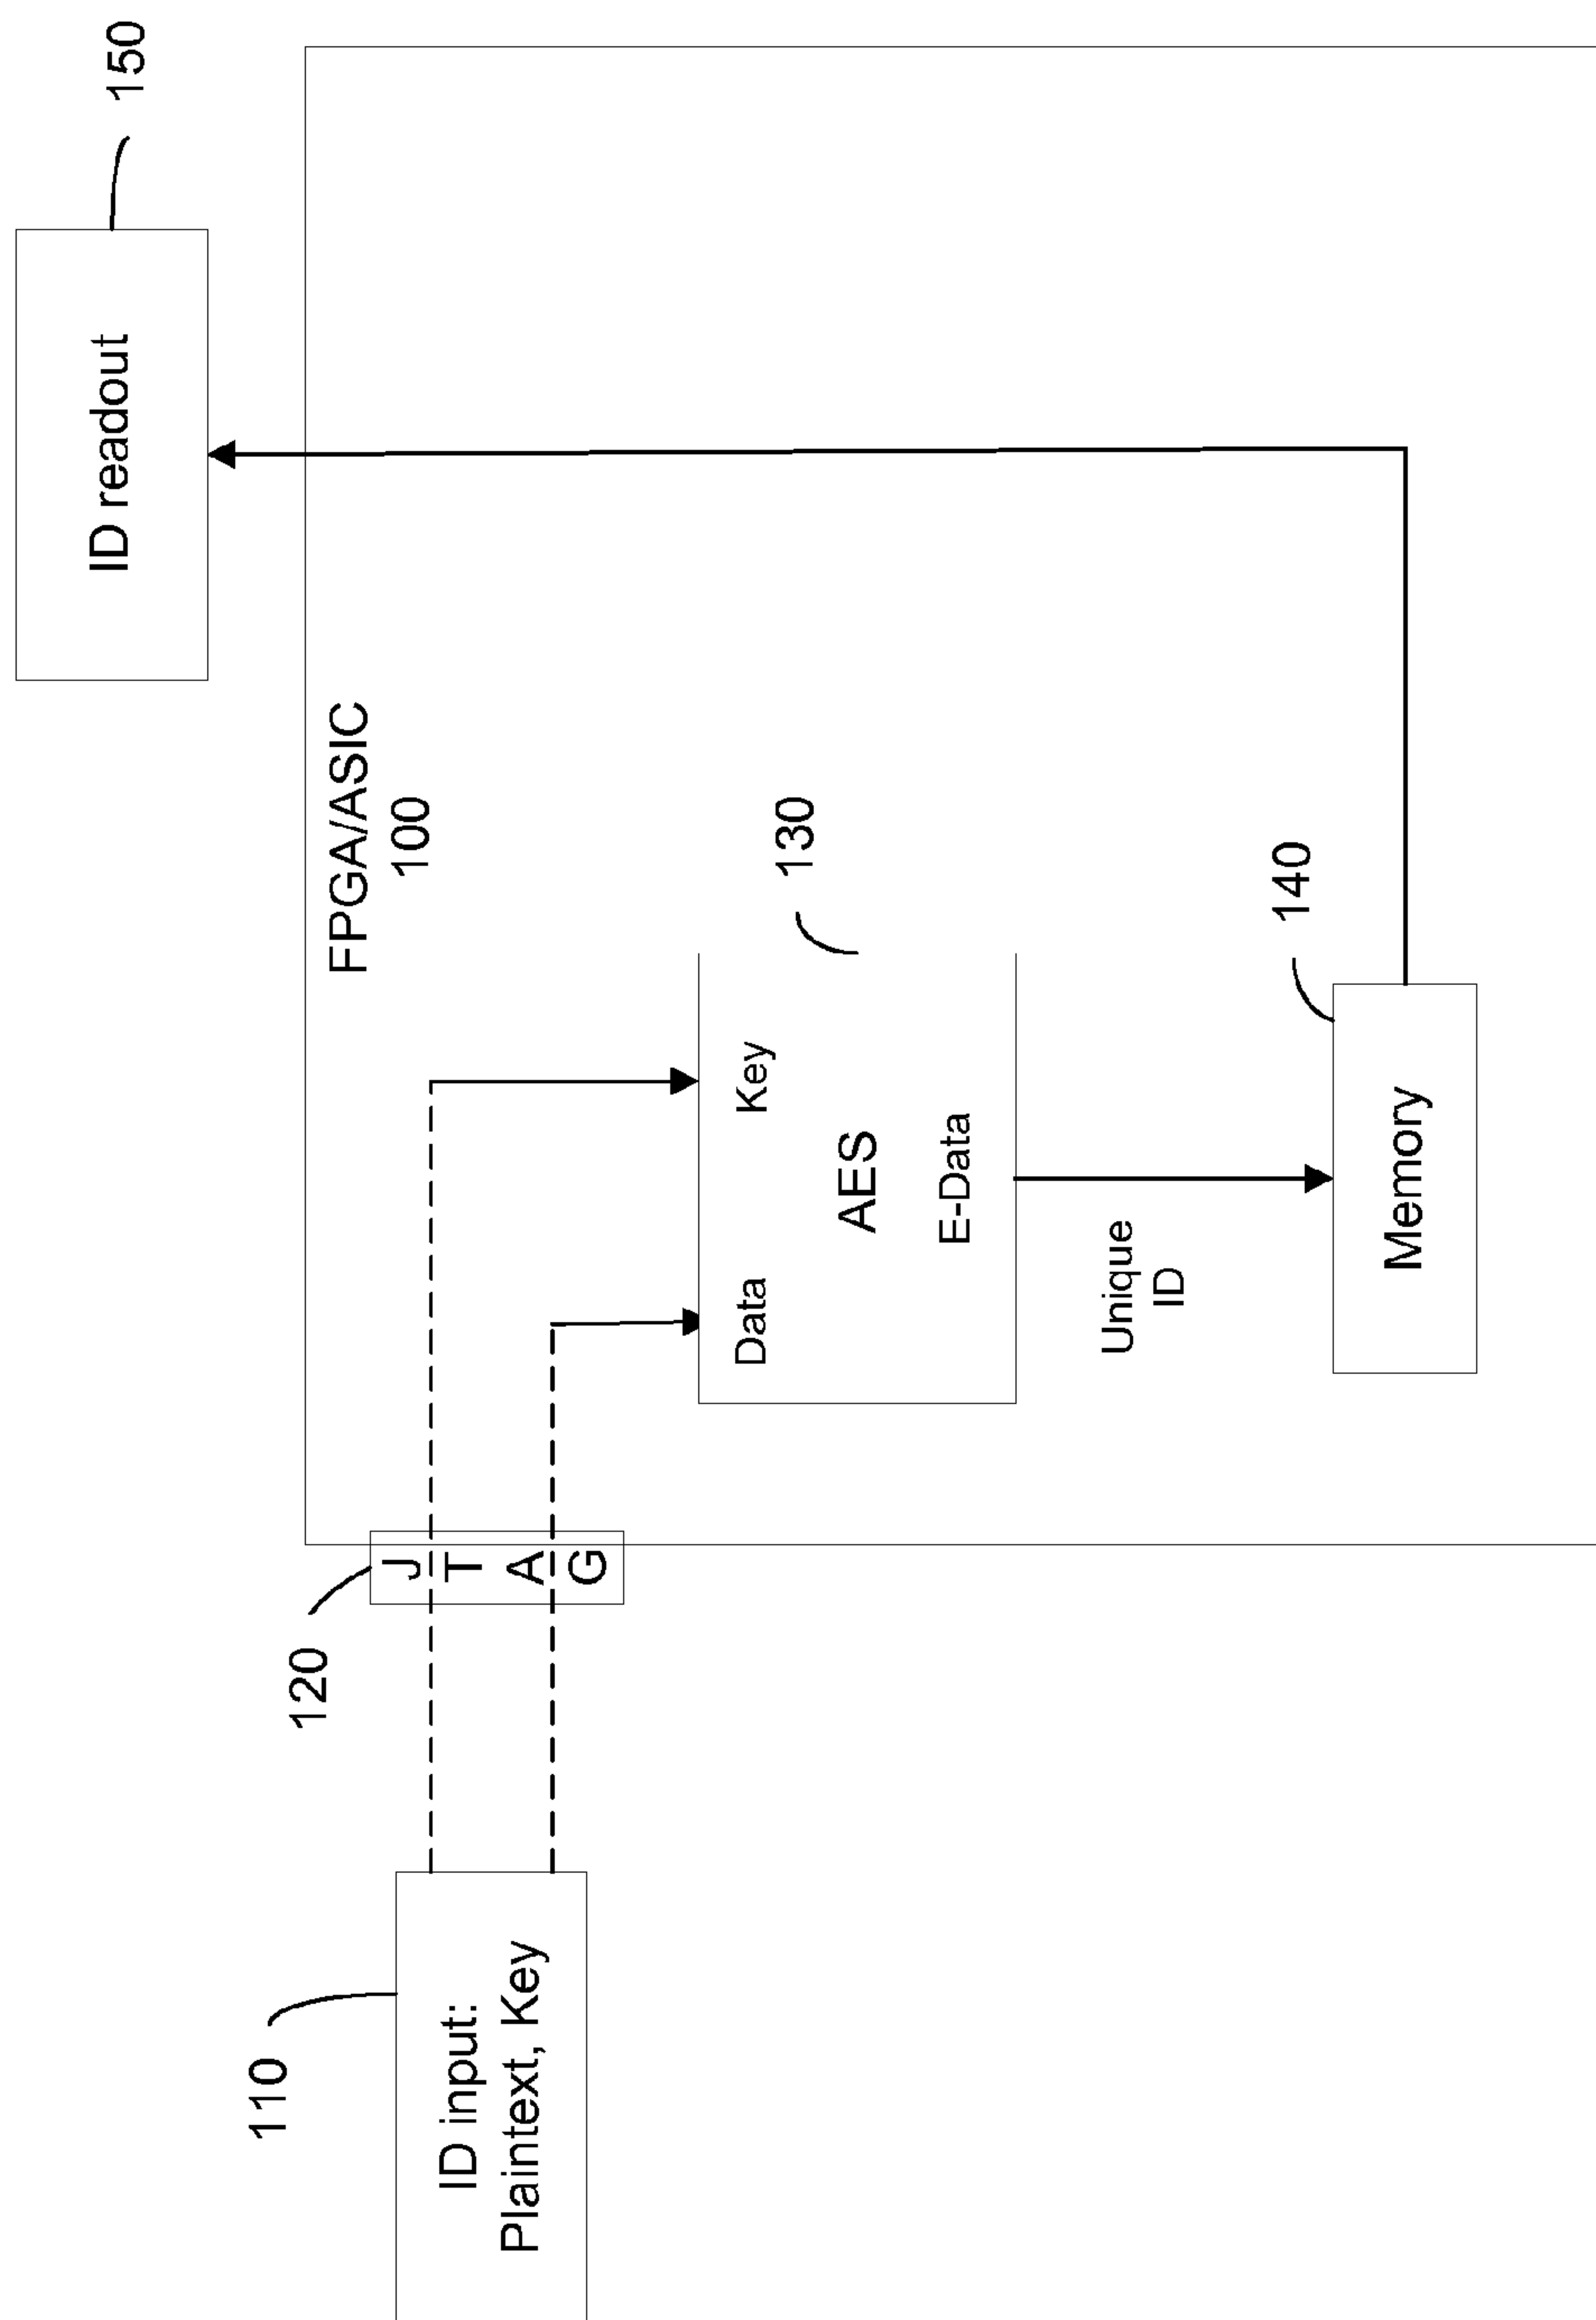 150
ID readout
FPGA/ASIC
100
120
J
T
A
G
110
ID input:
Plaintext, Key
130
Data
Key
AES
E-Data
Unique
ID
140
Memory